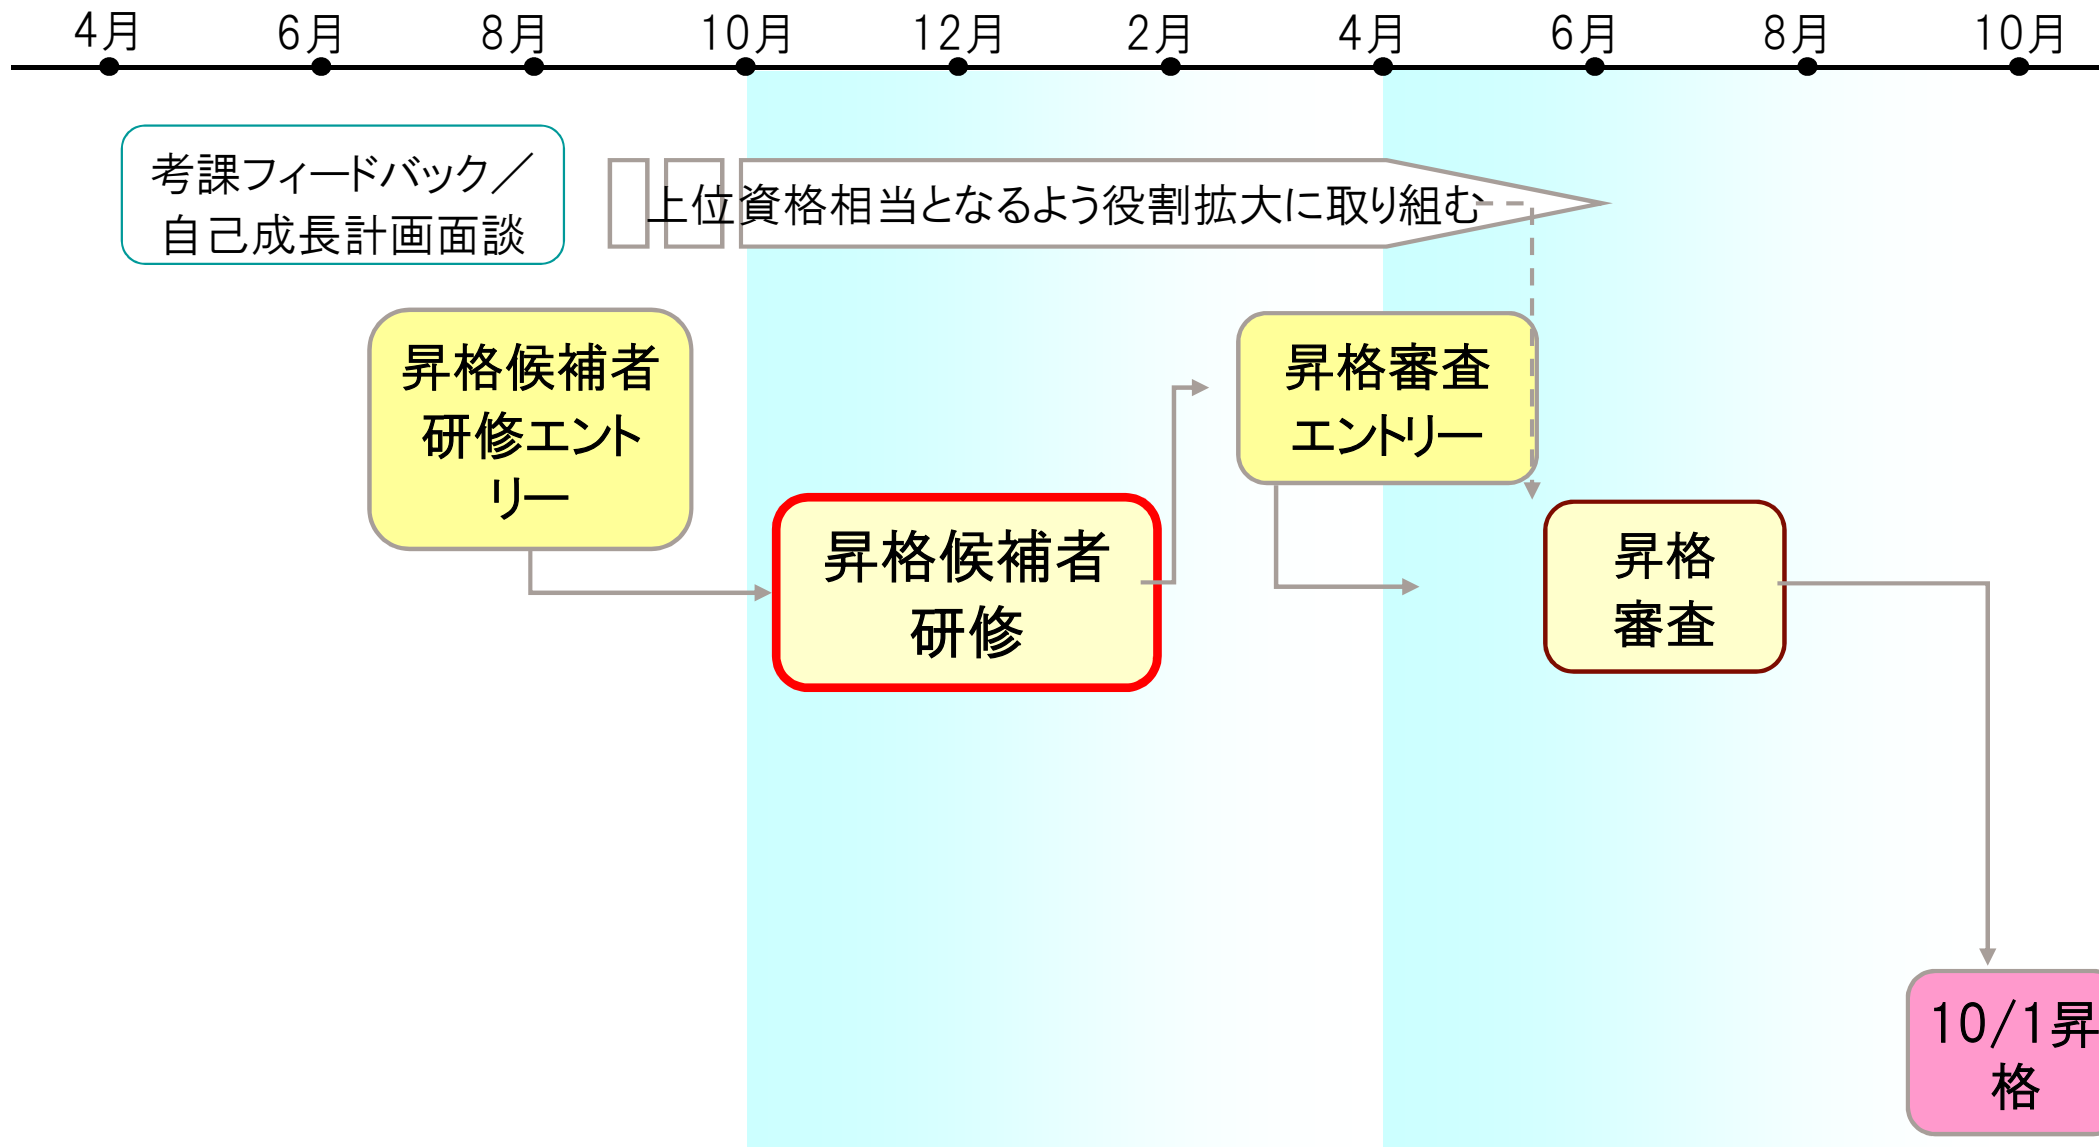 4月 6月 8月 10月 12月 2月 4月 6月 8月 10月
考課フィードバック／
自己成長計画面談
上位資格相当となるよう役割拡大に取り組む
昇格候補者
研修エント
リー
昇格審査
エントリー
昇格候補者
研修
昇格
審査
10/1昇
格